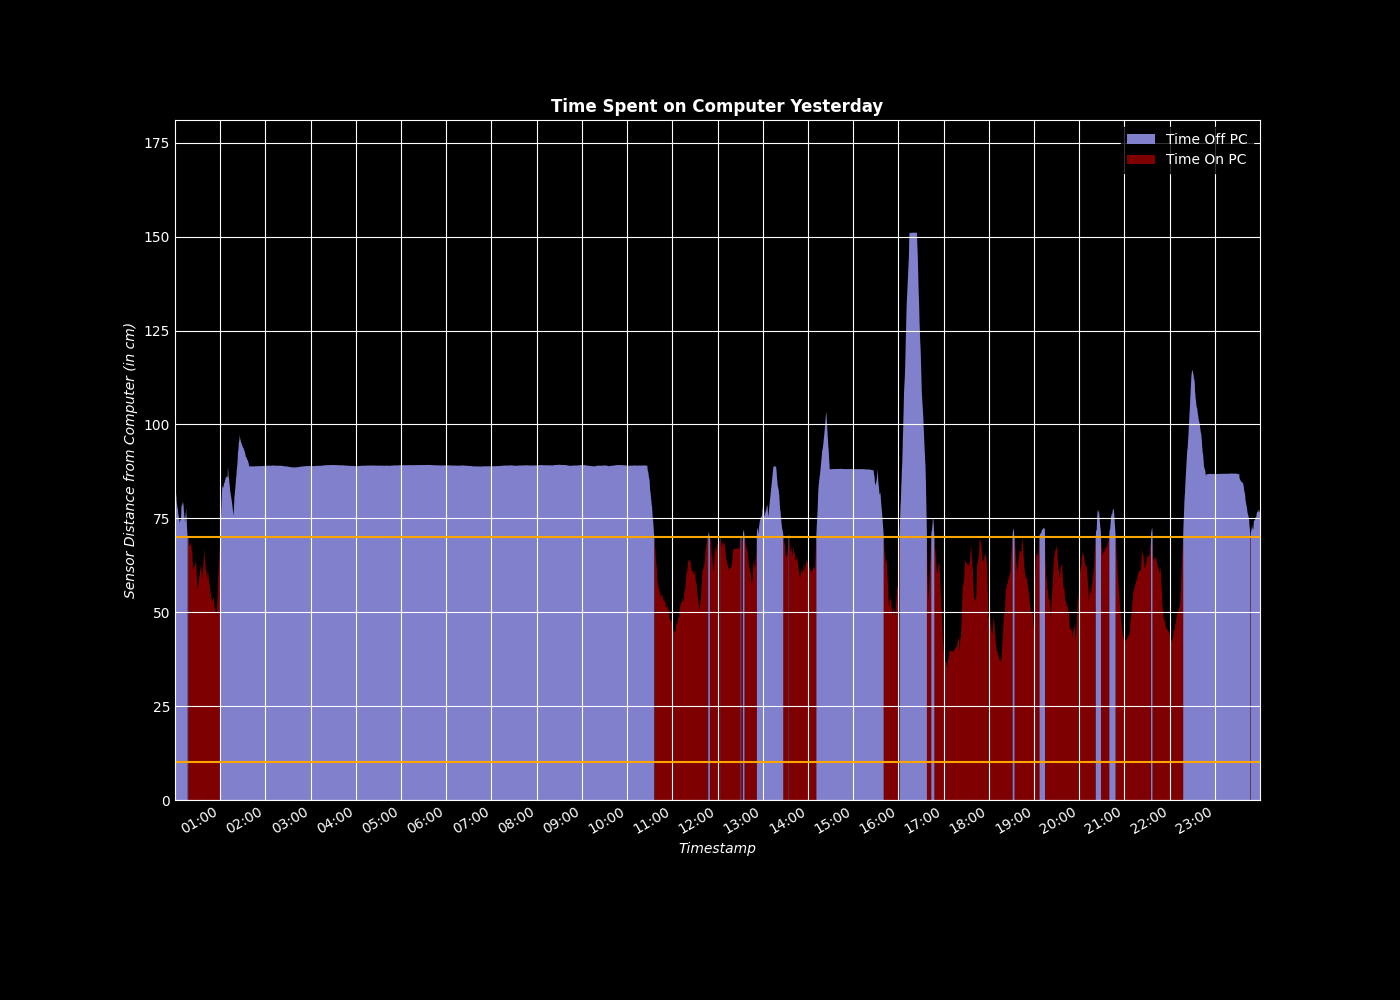 Time Spent on Computer Yesterday
Time Off PC
Time On PC
175
150
125
100
75
50
25
0
Sensor Distance from Computer (in cm)
01:00 02:00 03:00 04:00 05:00 06:00 07:00 08:00 09:00 10:00 11:00 12:00 13:00 14:00 15:00 16:00 17:00 18:00 19:00 20:00 21:00 22:00 23:00
Timestamp